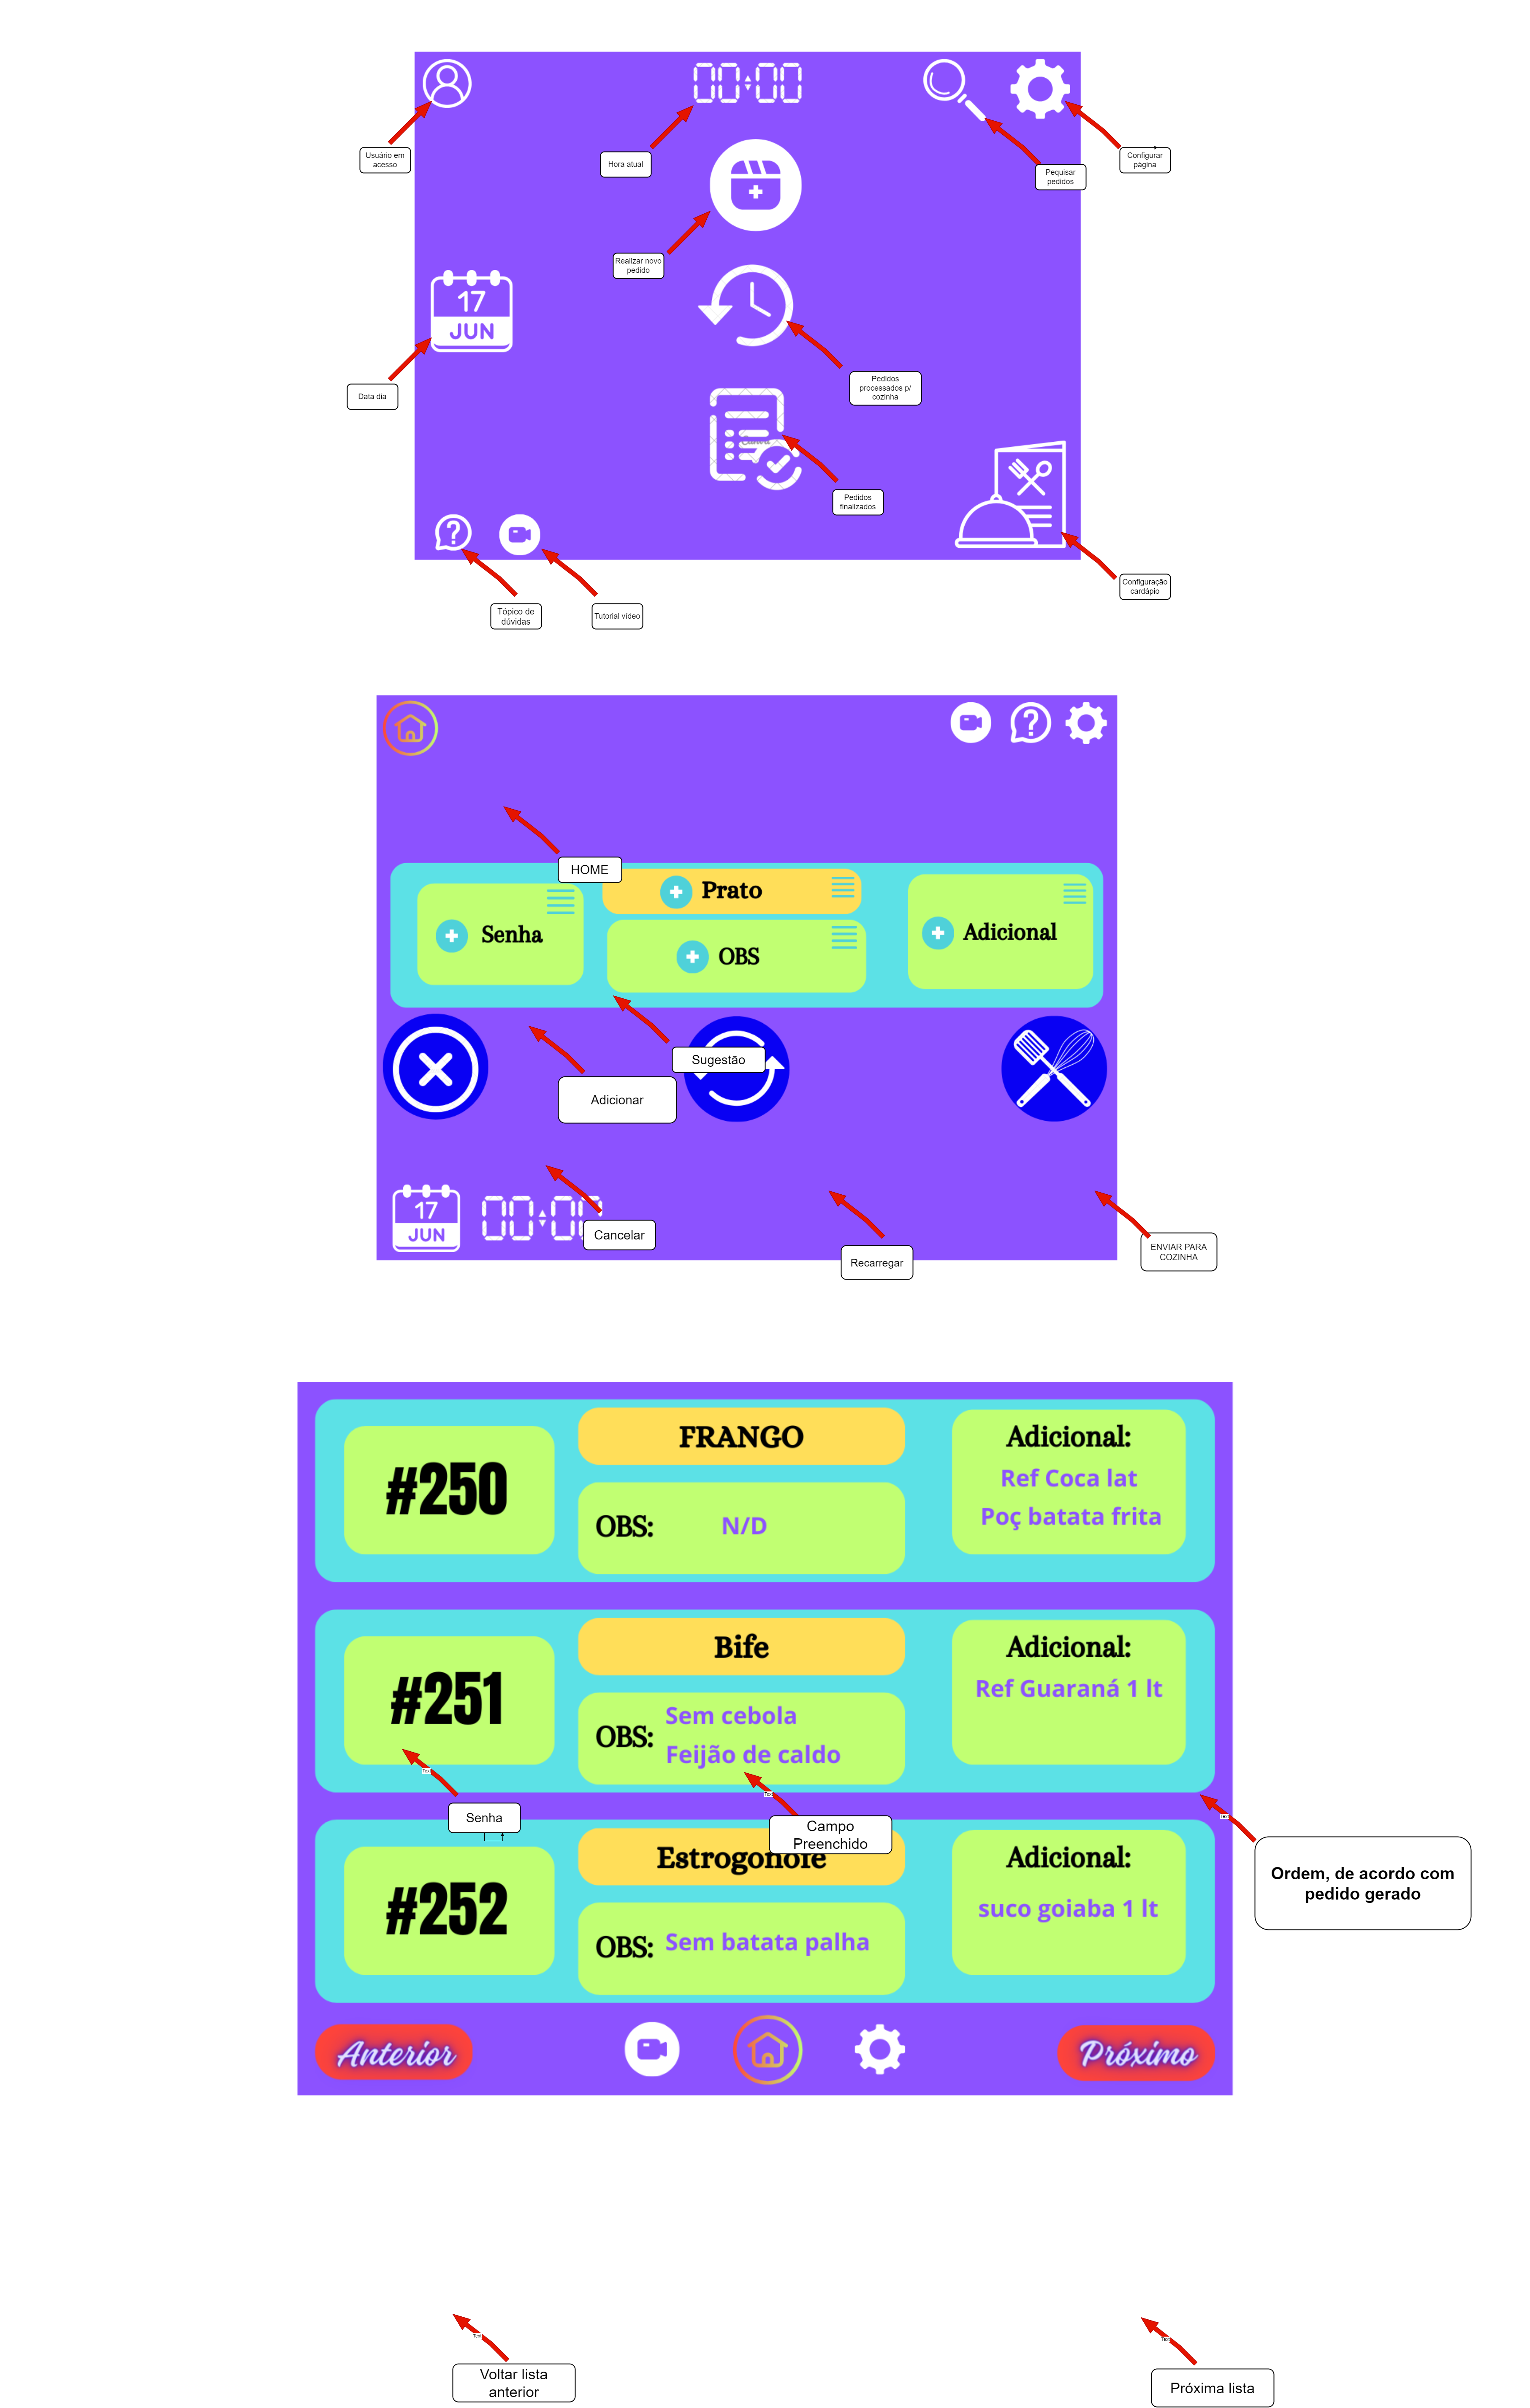 00:00
Usuário em
acesso
Hora atual
Pequisar
pedidos
Configurar
página
Realizar novo
pedido
17
JUN
Data dia
Pedidos
processados p/
cozinha
Pedidos
finalizados
Configuração
cardápio
Tópico de
dúvidas
Tutorial vídeo
HOME
Prato
Senha
OBS
Adicional
Sugestão
Adicionar
17
JUN
00:00
Cancelar
Recarregar
ENVIAR PARA
COZINHA
#250
FRANGO
OBS: N/D
Adicional:
Ref Coca lat
Poç batata frita
#251
Bife
OBS:
Sem cebola
Feijão de caldo
Adicional:
Ref Guaraná 1 lt
Text
Text
Text
Senha
Campo
Preenchido
Ordem, de acordo com
pedido gerado
#252
Estrogonofe
OBS: Sem batata palha
Adicional:
suco goiaba 1 lt
Anterior
Próximo
Text
Text
Voltar lista
anterior
Próxima lista